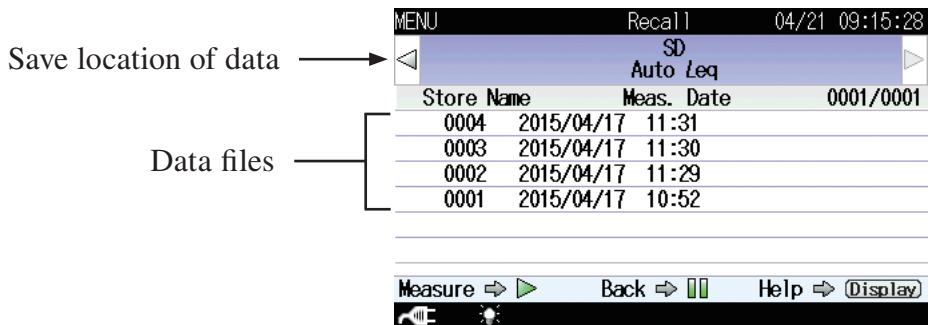 MENU Recall 04/21 09:15:28
Save location of data
SD
Auto Leq
Store Name Meas. Date 0001/0001
0004 2015/04/17 11:31
0003 2015/04/17 11:30
Data files
0002 2015/04/17 11:29
0001 2015/04/17 10:52
Measure ⇨ ▷ Back ⇨ Help ⇨ (Display)